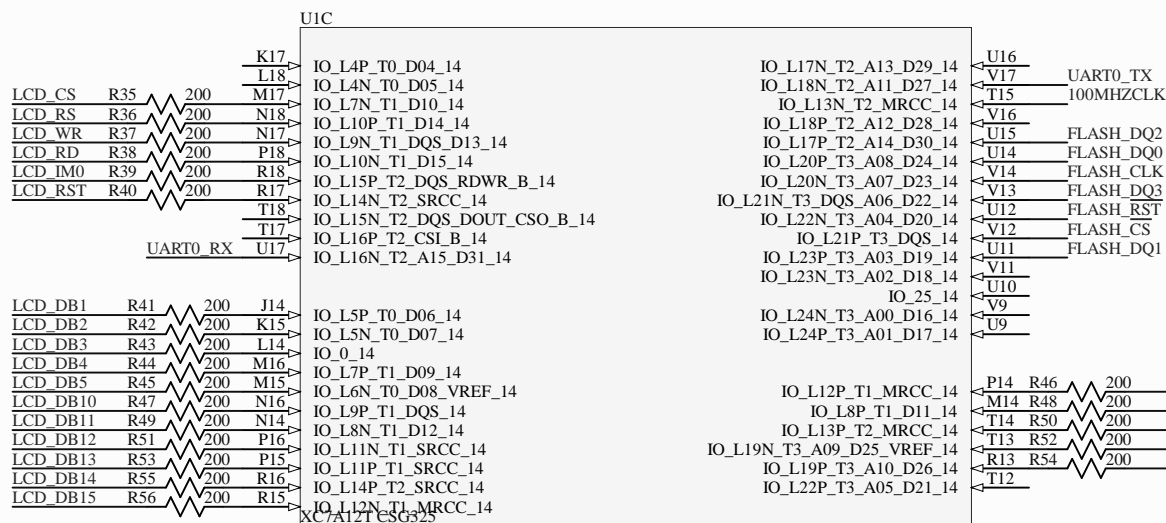 U1C
K17 IO_L4P_T0_D04_14 IO_L17N_T2_A13_D29_14 U16
L18 IO_L4N_T0_D05_14 IO_L18N_T2_A11_D27_14 V17 UART0_TX
LCD_CS R35 200 M17 IO_L7N_T1_D10_14 IO_L13N_T2_MRCC_14 T15 100MHZCLK
LCD_RS R36 200 N18 IO_L10P_T1_D14_14 IO_L18P_T2_A12_D28_14 V16
LCD_WR R37 200 N17 IO_L9N_T1_DQS_D13_14 IO_L17P_T2_A14_D30_14 U15 FLASH_DQ2
LCD_RD R38 200 P18 IO_L10N_T1_D15_14 IO_L20P_T3_A08_D24_14 U14 FLASH_DQ0
LCD_IM0 R39 200 R18 IO_L15P_T2_DQS_RDWR_B_14 IO_L20N_T3_A07_D23_14 V14 FLASH_CLK
LCD_RST R40 200 R17 IO_L14N_T2_SRCC_14 IO_L21N_T3_DQS_A06_D22_14 V13 FLASH_DQ3
T18 IO_L15N_T2_DQS_DOUT_CSO_B_14 IO_L22N_T3_A04_D20_14 U12 FLASH_RST
T17 IO_L16P_T2_CSI_B_14 IO_L21P_T3_DQS_14 V12 FLASH_CS
UART0_RX U17 IO_L16N_T2_A15_D31_14 IO_L23P_T3_A03_D19_14 U11 FLASH_DQ1
IO_L23N_T3_A02_D18_14 V11
IO_25_14 U10
LCD_DB1 R41 200 J14 IO_L5P_T0_D06_14 IO_L24N_T3_A00_D16_14 V9
LCD_DB2 R42 200 K15 IO_L5N_T0_D07_14 IO_L24P_T3_A01_D17_14 U9
LCD_DB3 R43 200 L14 IO_0_14
LCD_DB4 R44 200 M16 IO_L7P_T1_D09_14
LCD_DB5 R45 200 M15 IO_L6N_T0_D08_VREF_14 IO_L12P_T1_MRCC_14 P14 R46 200
LCD_DB10 R47 200 N16 IO_L9P_T1_DQS_14 IO_L8P_T1_D11_14 M14 R48 200
LCD_DB11 R49 200 N14 IO_L8N_T1_D12_14 IO_L13P_T2_MRCC_14 T14 R50 200
LCD_DB12 R51 200 P16 IO_L11N_T1_SRCC_14 IO_L19N_T3_A09_D25_VREF_14 T13 R52 200
LCD_DB13 R53 200 P15 IO_L11P_T1_SRCC_14 IO_L19P_T3_A10_D26_14 R13 R54 200
LCD_DB14 R55 200 R16 IO_L14P_T2_SRCC_14 IO_L22P_T3_A05_D21_14 T12
LCD_DB15 R56 200 R15 IO_L12N_T1_MRCC_14
XC7A12TCSG325